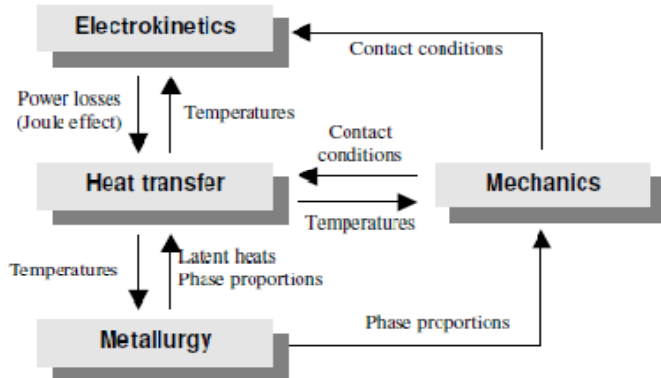 Electrokinetics
Contact conditions
Power losses
(Joule effect)
Temperatures
Contact
conditions
Heat transfer
Mechanics
Temperatures
Temperatures
Latent heats
Phase proportions
Phase proportions
Metallurgy